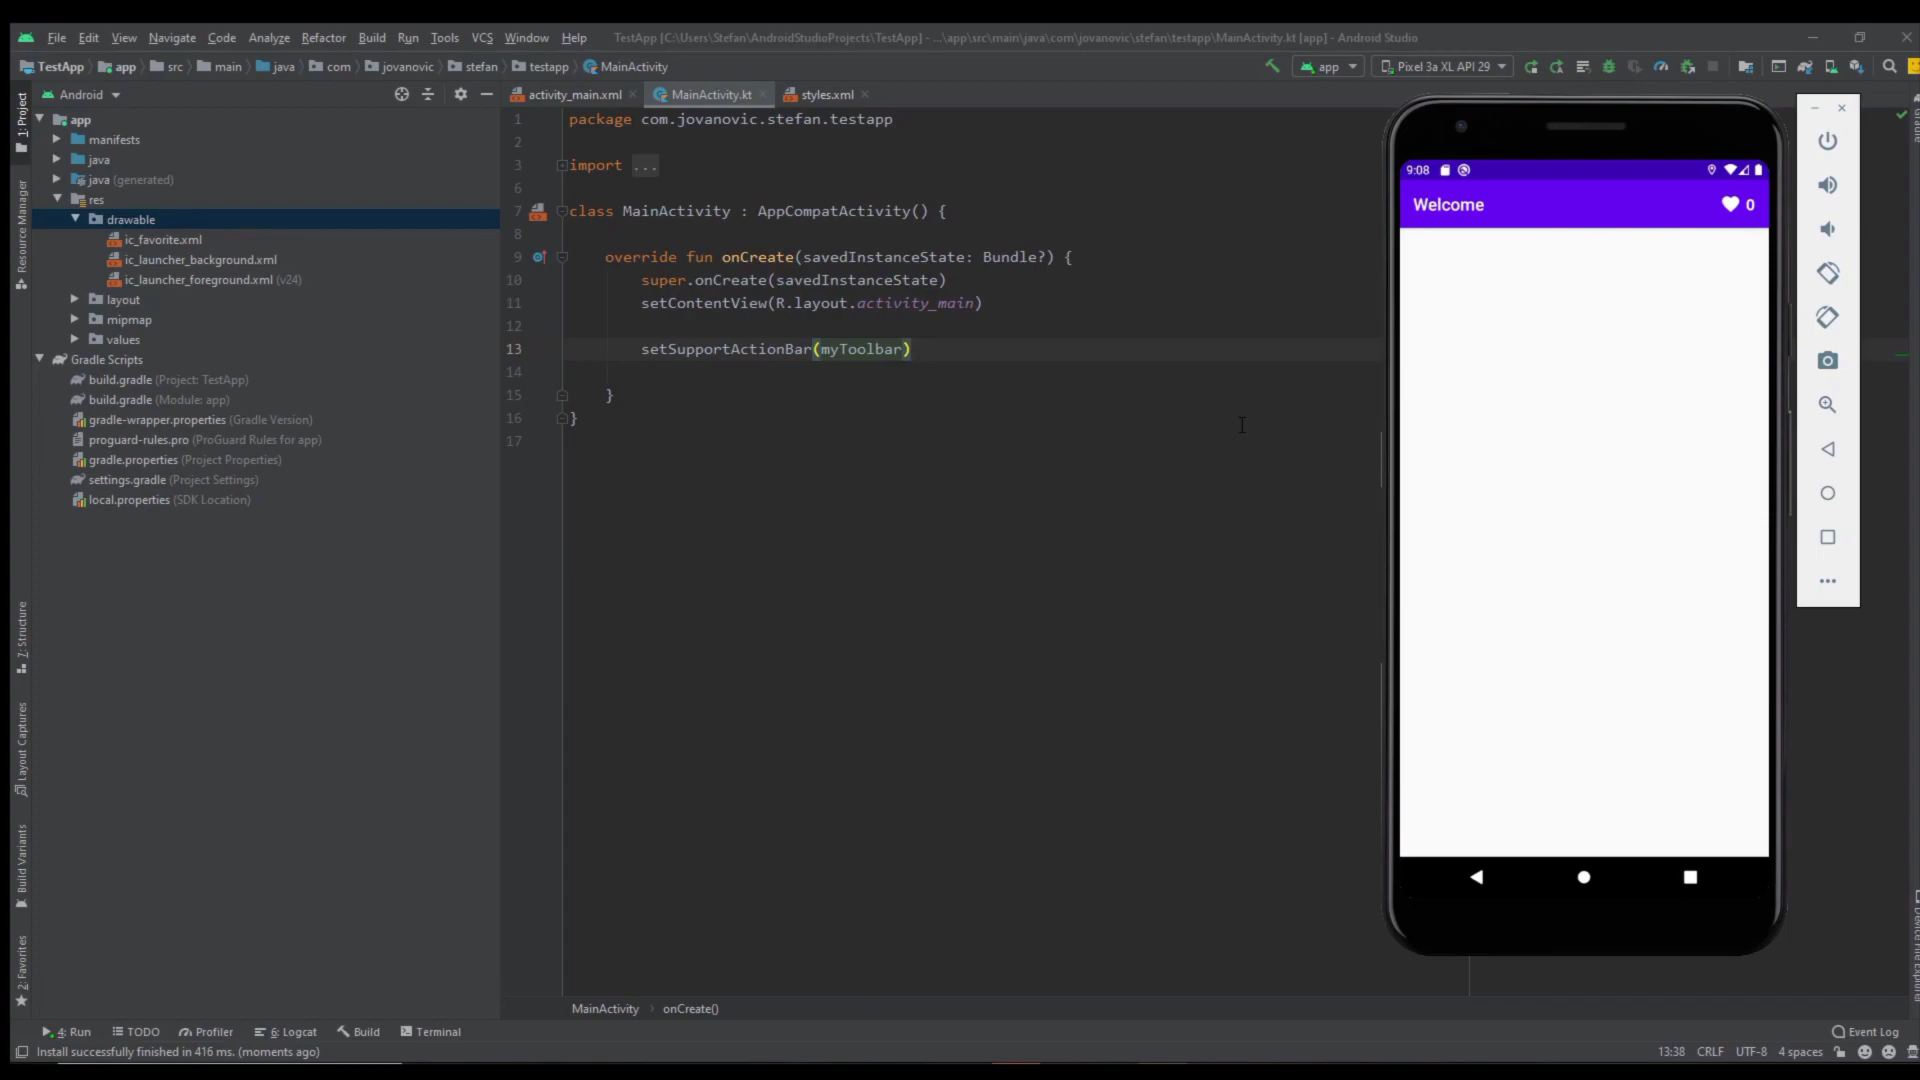 File Edit View Navigate Code Analyze Refactor Build Run Tools VCS Window Help TestApp [C:\Users\Stefan\AndroidStudioProjects\TestApp] - ...\app\src\main\java\com\jovanovic\stefan\testapp\MainActivity.kt [app] - Android Studio
TestApp app src main java com jovanovic stefan testapp MainActivity app Pixel 3a XL API 29
Android activity_main.xml MainActivity.kt styles.xml
1: Project
Resource Manager
7: Structure
Layout Captures
Build Variants
2: Favorites
app
manifests
java
java (generated)
res
drawable
ic_favorite.xml
ic_launcher_background.xml
ic_launcher_foreground.xml (v24)
layout
mipmap
values
Gradle Scripts
build.gradle (Project: TestApp)
build.gradle (Module: app)
gradle-wrapper.properties (Gradle Version)
proguard-rules.pro (ProGuard Rules for app)
gradle.properties (Project Properties)
settings.gradle (Project Settings)
local.properties (SDK Location)
1 package com.jovanovic.stefan.testapp
2
3 import ...
6
7 class MainActivity : AppCompatActivity() {
8
9 override fun onCreate(savedInstanceState: Bundle?) {
10 super.onCreate(savedInstanceState)
11 setContentView(R.layout.activity_main)
12
13 setSupportActionBar(myToolbar)
14
15 }
16 }
17
9:08
Welcome 0
Gradle
Device File Explorer
MainActivity onCreate()
4: Run TODO Profiler 6: Logcat Build Terminal Event Log
Install successfully finished in 416 ms. (moments ago) 13:38 CRLF UTF-8 4 spaces